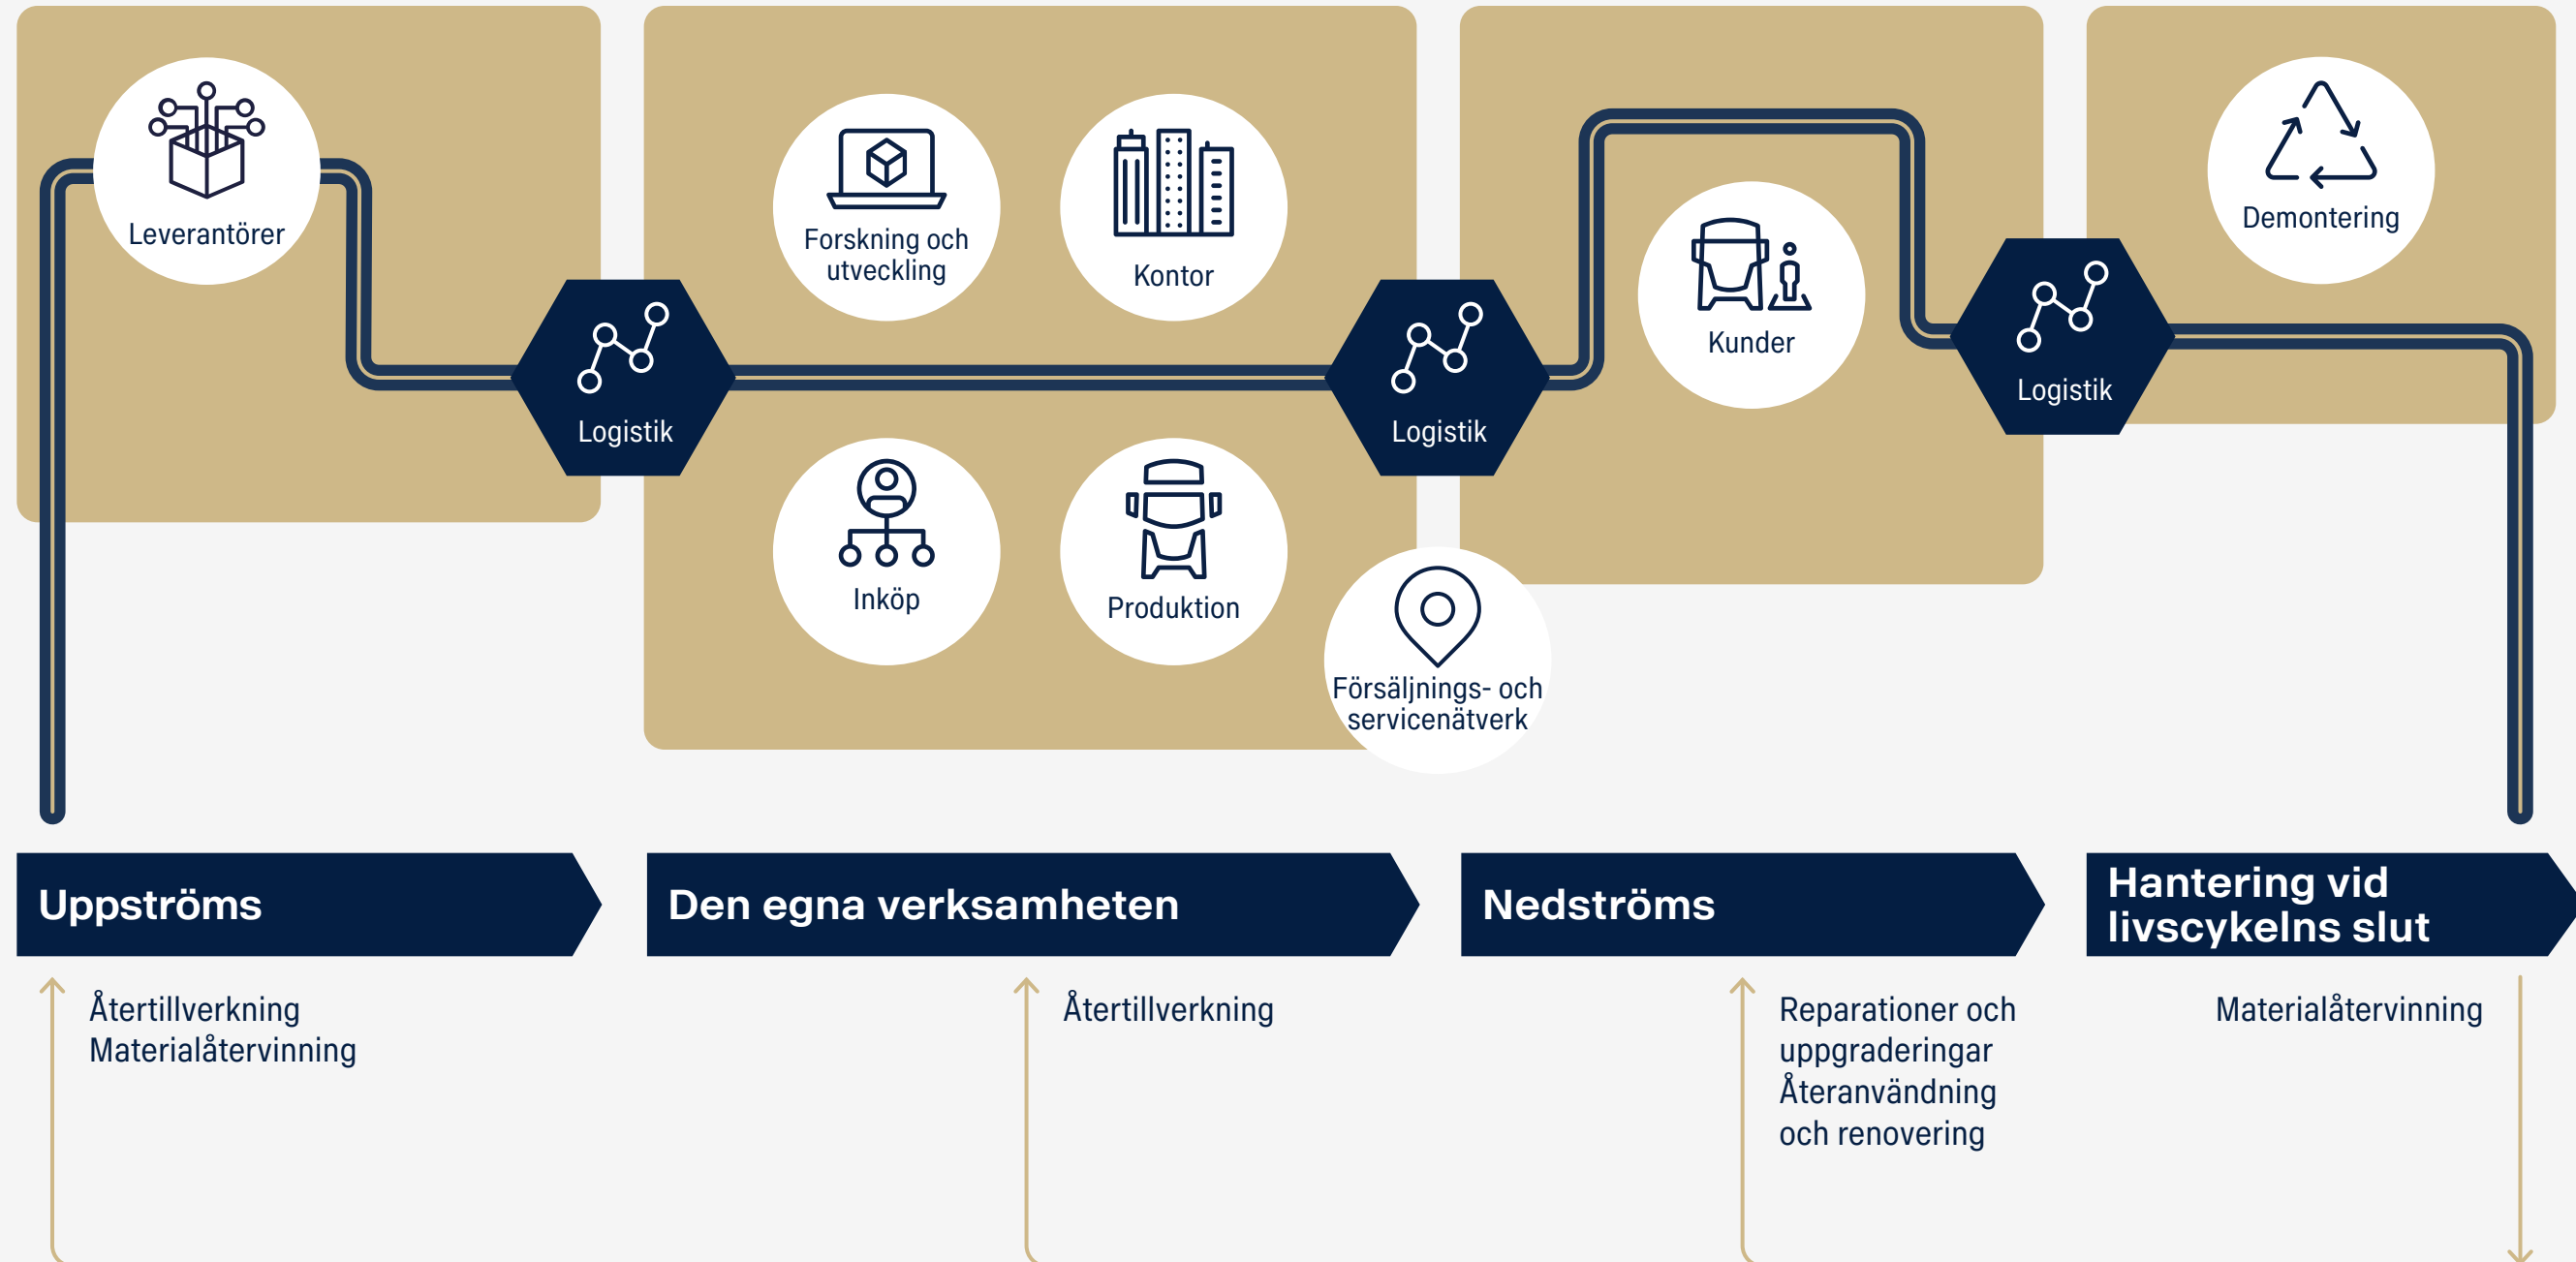 Leverantörer
Logistik
Forskning och
utveckling
Kontor
Inköp
Produktion
Logistik
Försäljnings- och
servicenätverk
Kunder
Logistik
Demontering
Uppströms
Den egna verksamheten
Nedströms
Hantering vid
livscykelns slut
Återtillverkning
Materialåtervinning
Återtillverkning
Reparationer och
uppgraderingar
Återanvändning
och renovering
Materialåtervinning